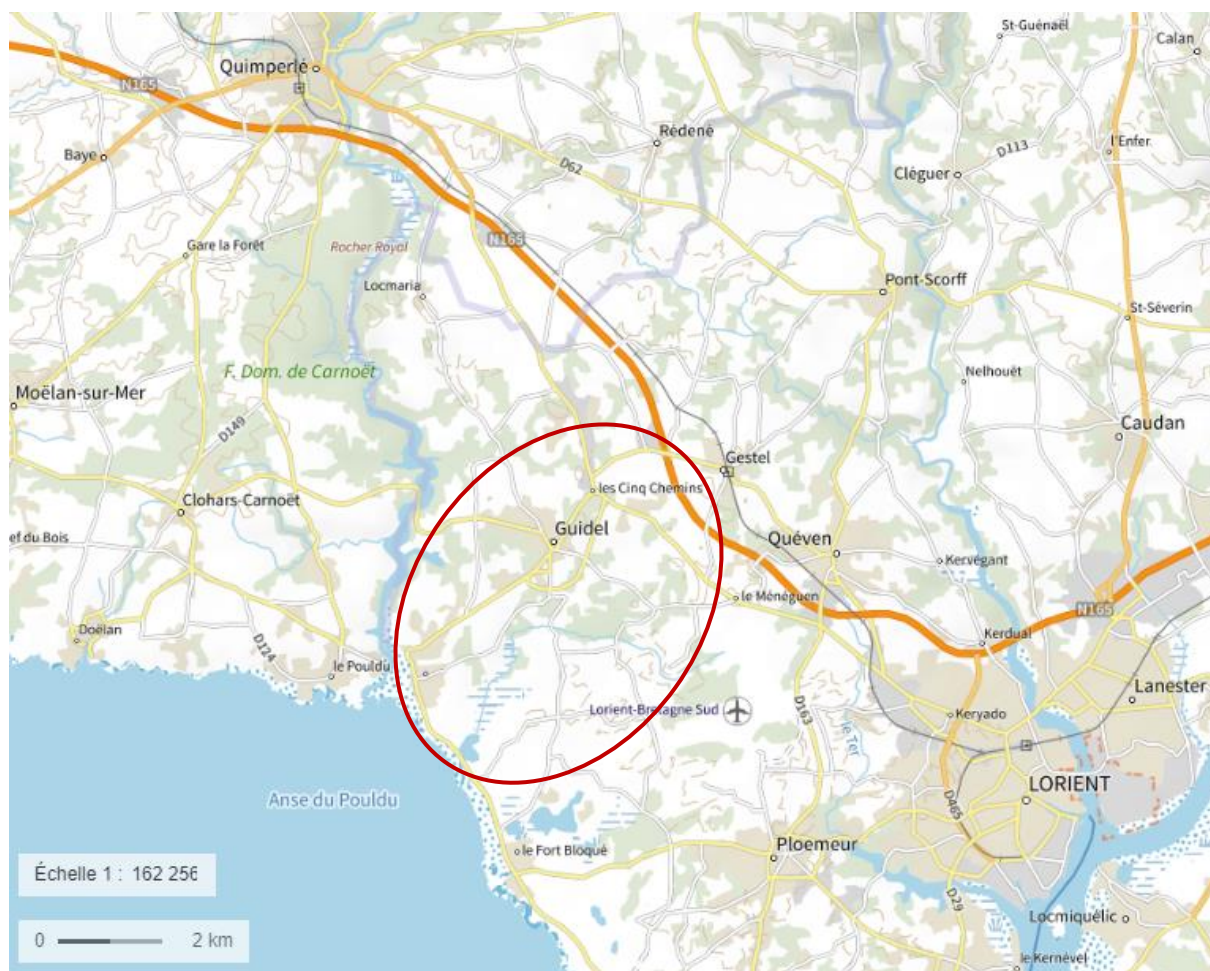 St-Guénaël
Calan
Quimperlé
N165
Rédené
l'Enfer
Baye
D62
D113
Cléguer
Gare la Forêt
Rocher Royal
N165
Locmaria
Pont-Scorff
St-Séverin
F. Dom. de Carnoët
Nelhouët
Moëlan-sur-Mer
D149
Caudan
Gestel
les Cinq Chemins
Clohars-Carnoët
Guidel
ef du Bois
Quéven
Kervégant
le Ménéguen
N165
Doëlan
D124
Kerdual
le Pouldu
Lanester
Lorient-Bretagne Sud
D163
le Ter
Keryado
LORIENT
Anse du Pouldu
D465
le Fort Bloqué
Ploemeur
Échelle 1 : 162 256
D29
Locmiquélic
0 2 km
le Kernével